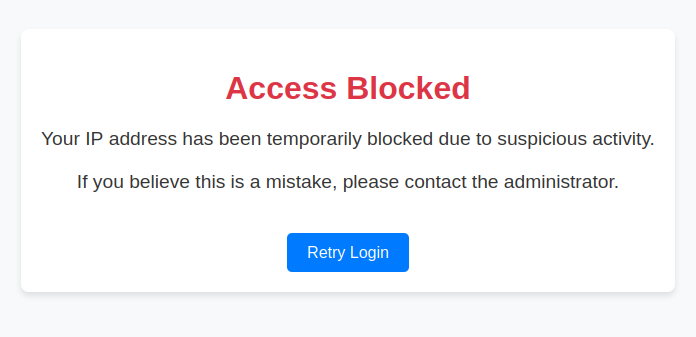 Access Blocked
Your IP address has been temporarily blocked due to suspicious activity.
If you believe this is a mistake, please contact the administrator.
Retry Login